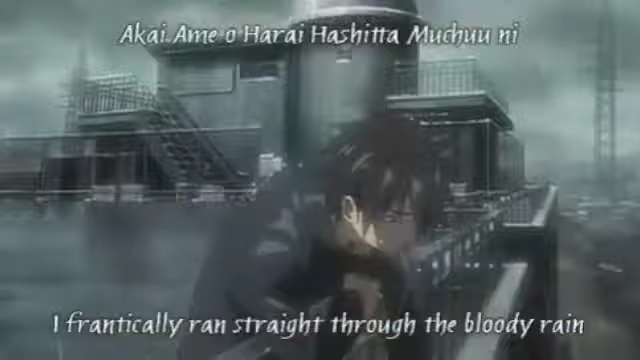 Akai Ame o Harai Hashitta Muchuu ni
I frantically ran straight through the bloody rain